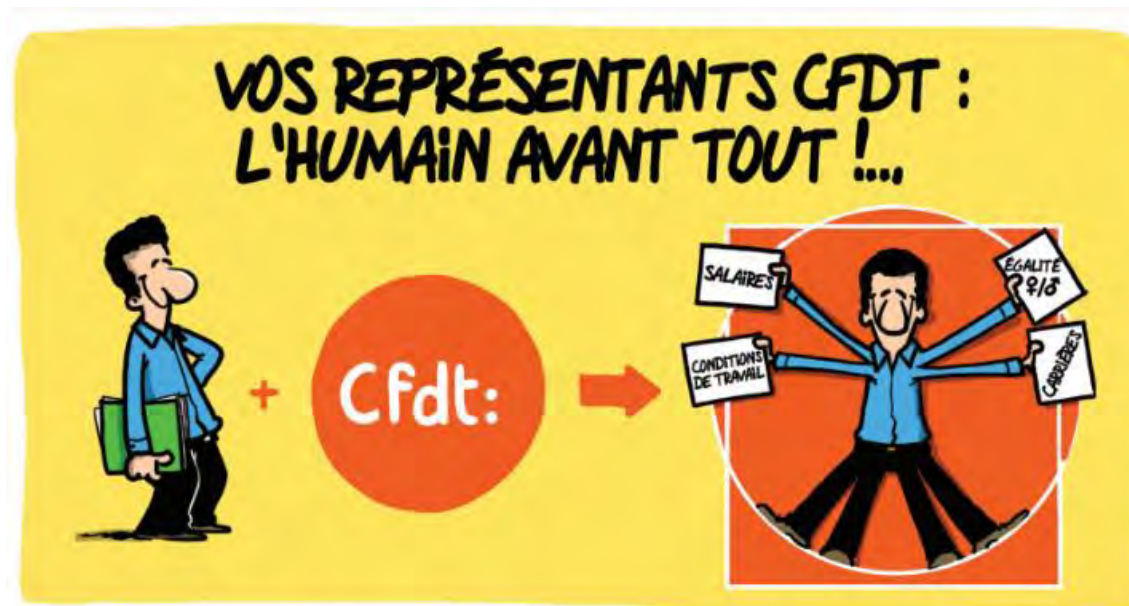 VOS REPRÉSENTANTS CFDT :
L'HUMAIN AVANT TOUT !...
SALAIRES
ÉGALITÉ
♀/♂
+
Cfdt:
CONDITIONS
DE TRAVAIL
CARRIÈRES